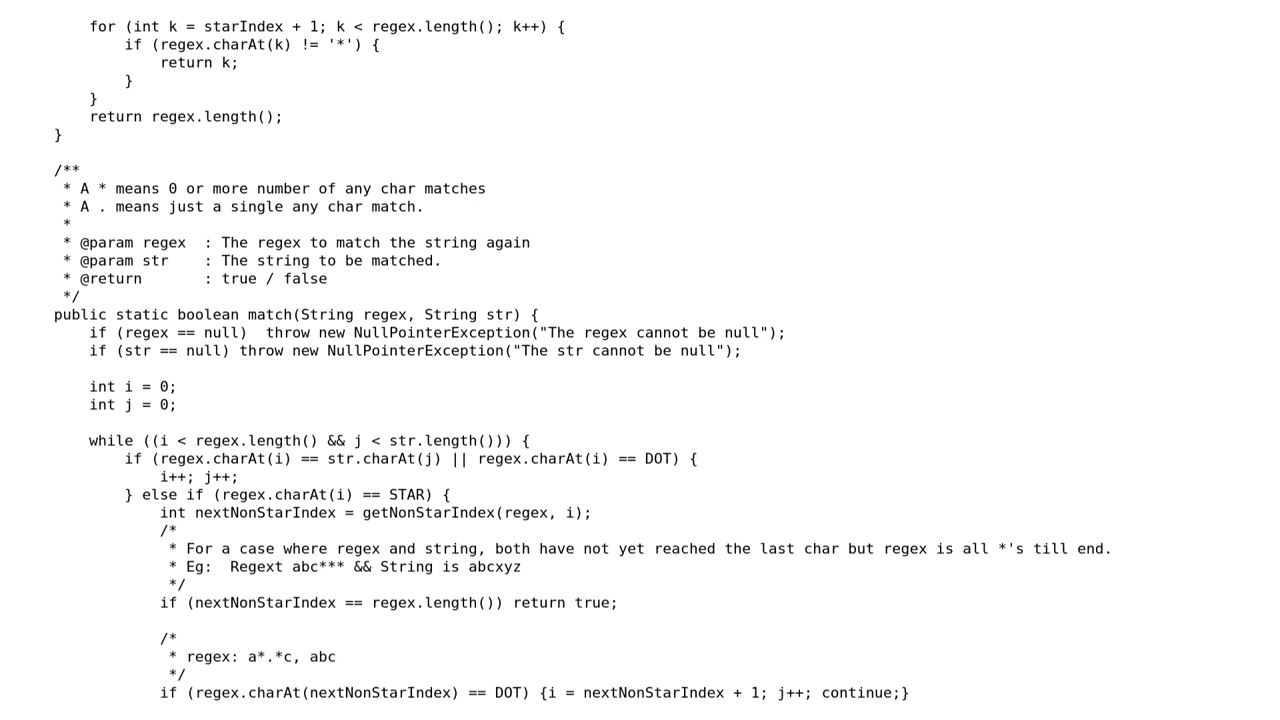 for (int k = starIndex + 1; k < regex.length(); k++) {
            if (regex.charAt(k) != '*') {
                return k;
            }
        }
        return regex.length();
    }

    /**
     * A * means 0 or more number of any char matches
     * A . means just a single any char match.
     *
     * @param regex  : The regex to match the string again
     * @param str    : The string to be matched.
     * @return       : true / false
     */
    public static boolean match(String regex, String str) {
        if (regex == null)  throw new NullPointerException("The regex cannot be null");
        if (str == null) throw new NullPointerException("The str cannot be null");

        int i = 0;
        int j = 0;

        while ((i < regex.length() && j < str.length())) {
            if (regex.charAt(i) == str.charAt(j) || regex.charAt(i) == DOT) {
                i++; j++;
            } else if (regex.charAt(i) == STAR) {
                int nextNonStarIndex = getNonStarIndex(regex, i);
                /*
                 * For a case where regex and string, both have not yet reached the last char but regex is all *'s till end.
                 * Eg:  Regext abc*** && String is abcxyz
                 */
                if (nextNonStarIndex == regex.length()) return true;

                /*
                 * regex: a*.*c, abc
                 */
                if (regex.charAt(nextNonStarIndex) == DOT) {i = nextNonStarIndex + 1; j++; continue;}